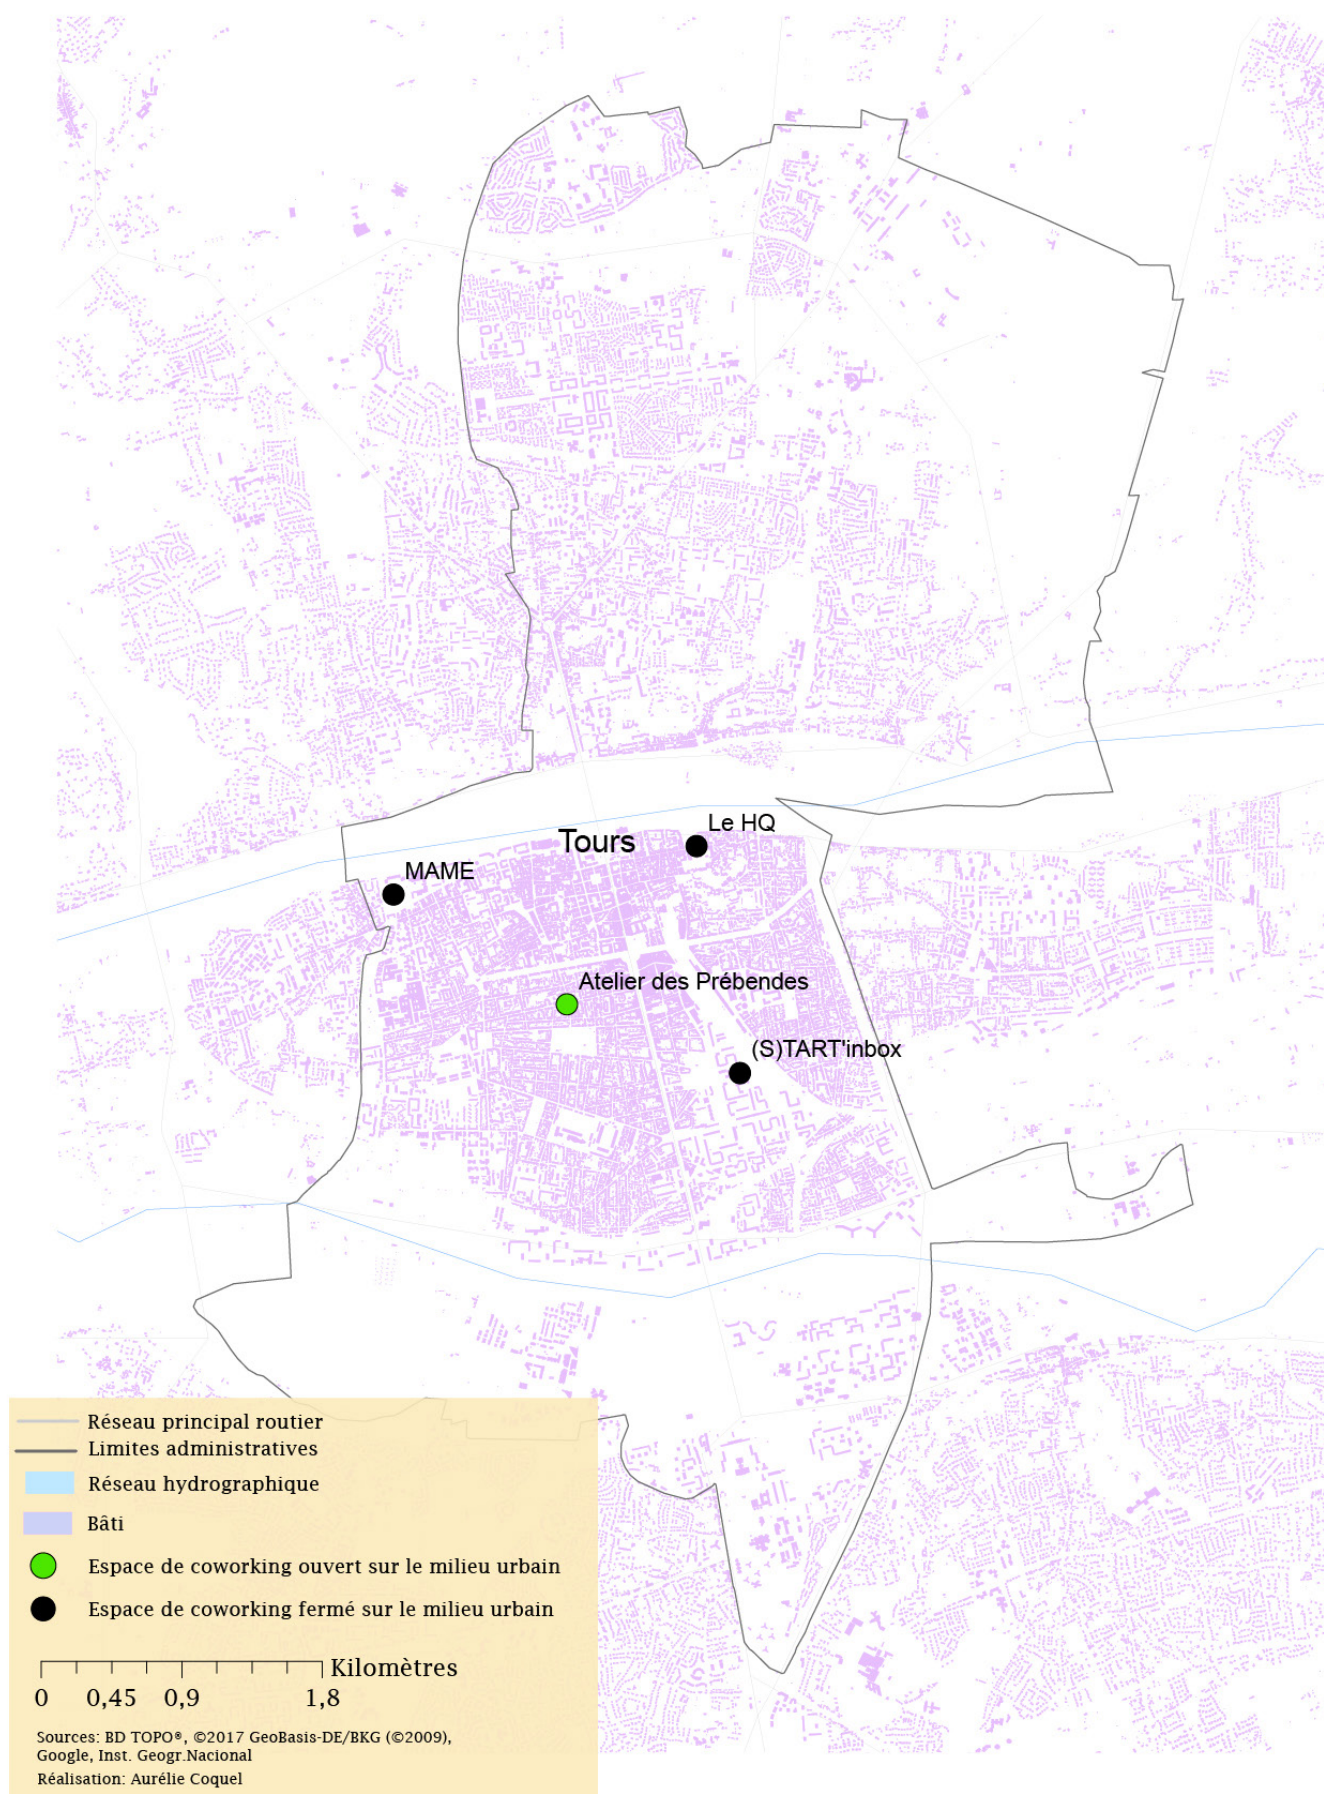 Le HQ
Tours
MAME
Atelier des Prébendes
(S)TART'inbox
Réseau principal routier
Limites administratives
Réseau hydrographique
Bâti
Espace de coworking ouvert sur le milieu urbain
Espace de coworking fermé sur le milieu urbain
Kilomètres
0 0,45 0,9 1,8
Sources: BD TOPO®, ©2017 GeoBasis-DE/BKG (©2009),
Google, Inst. Geogr.Nacional
Réalisation: Aurélie Coquel